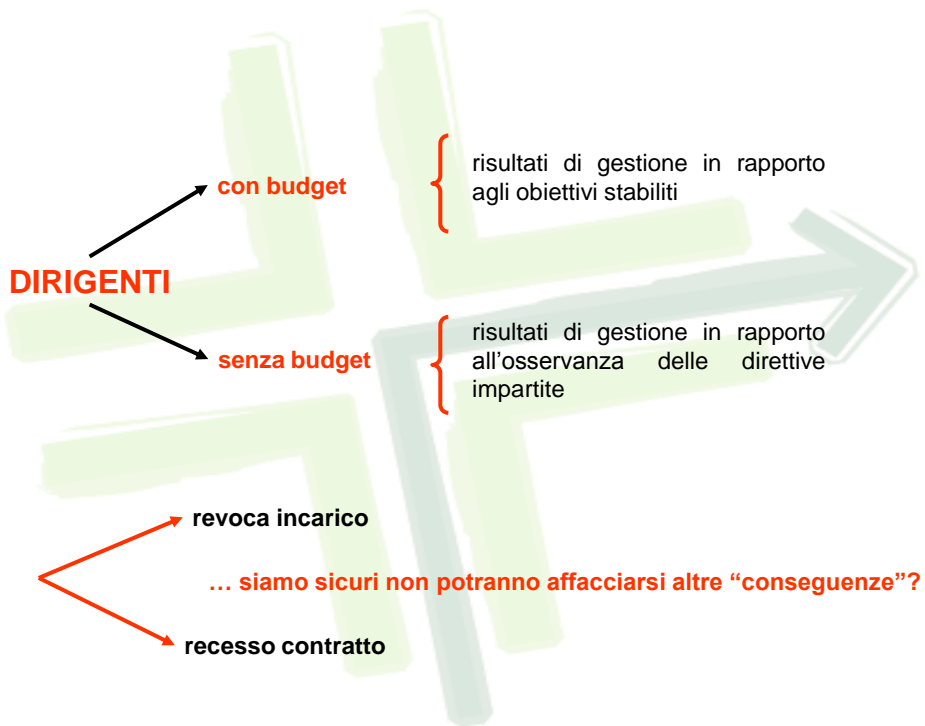 con budget
risultati di gestione in rapporto
agli obiettivi stabiliti
DIRIGENTI
senza budget
risultati di gestione in rapporto
all’osservanza delle direttive
impartite
revoca incarico
… siamo sicuri non potranno affacciarsi altre “conseguenze”?
recesso contratto